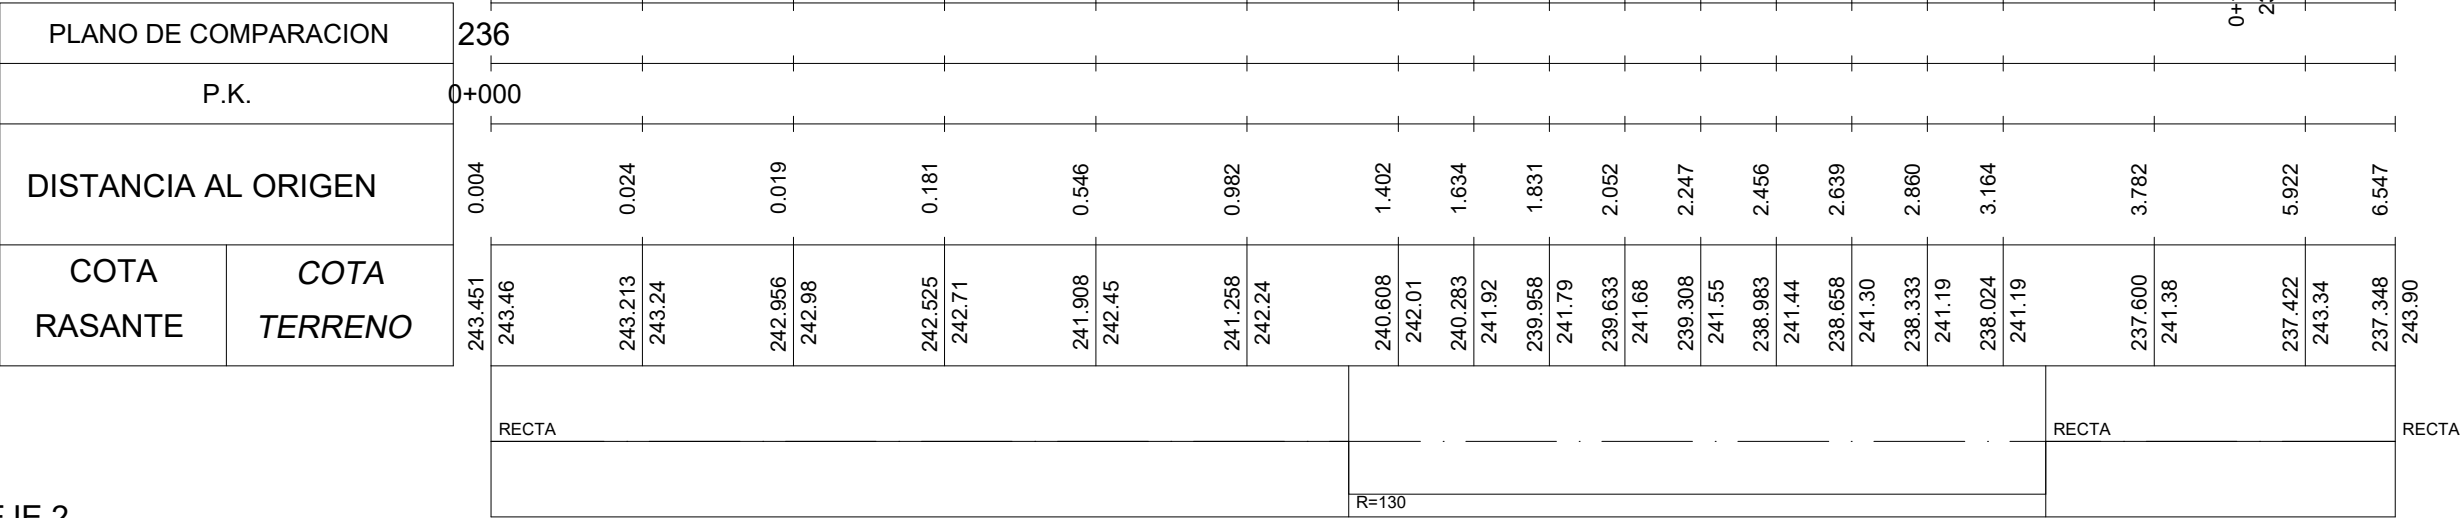 PLANO DE COMPARACION 236
P.K. 0+000
DISTANCIA AL ORIGEN 0.004 0.024 0.019 0.181 0.546 0.982 1.402 1.634 1.831 2.052 2.247 2.456 2.639 2.860 3.164 3.782 5.922 6.547
COTA RASANTE 243.451 243.213 242.956 242.525 241.908 241.258 240.608 240.283 239.958 239.633 239.308 238.983 238.658 238.333 238.024 237.600 237.422 237.348
COTA TERRENO 243.46 243.24 242.98 242.71 242.45 242.24 242.01 241.92 241.79 241.68 241.55 241.44 241.30 241.19 241.19 241.38 243.34 243.90
RECTA RECTA RECTA
R=130